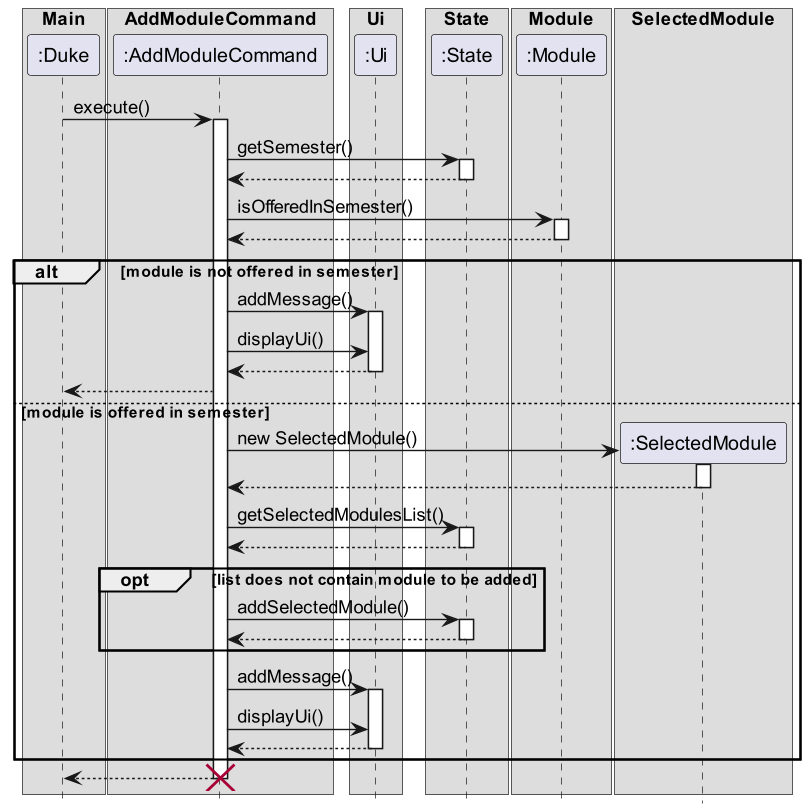 Main AddModuleCommand Ui State Module SelectedModule
:Duke :AddModuleCommand :Ui :State :Module
execute()
getSemester()
isOfferedInSemester()
alt [module is not offered in semester]
addMessage()
displayUi()
[module is offered in semester]
new SelectedModule() :SelectedModule
getSelectedModulesList()
opt [list does not contain module to be added]
addSelectedModule()
addMessage()
displayUi()